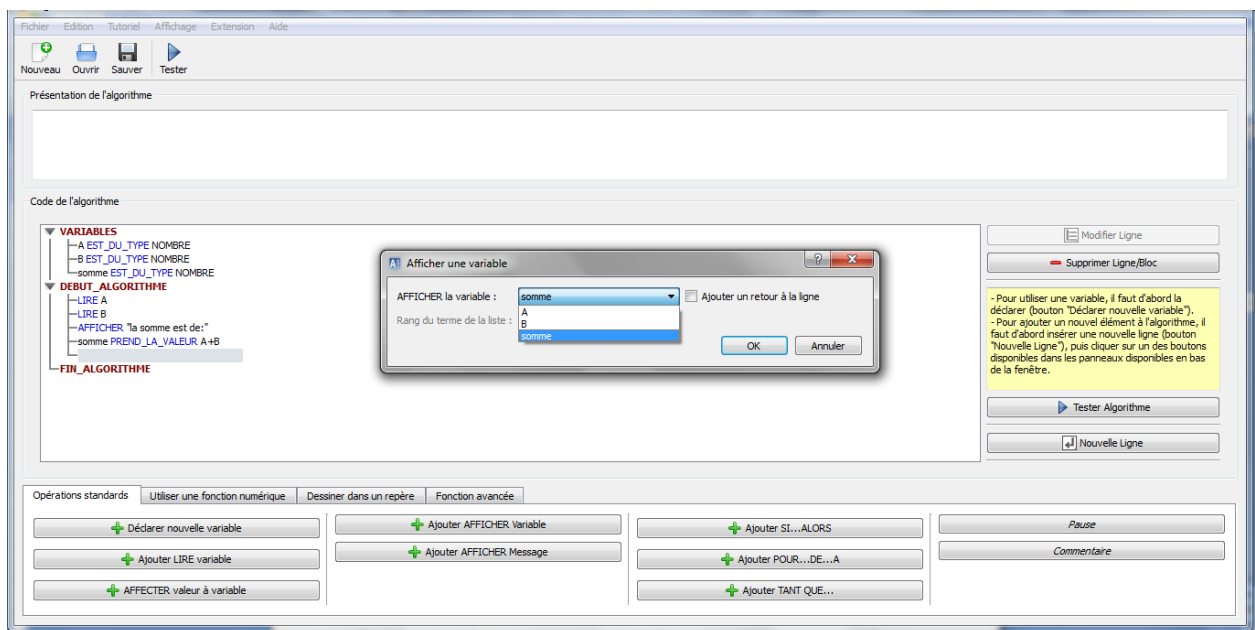 Fichier Edition Tutoriel Affichage Extension Aide
Nouveau Ouvrir Sauver Tester
Présentation de l'algorithme
Code de l'algorithme
VARIABLES
A EST_DU_TYPE NOMBRE
B EST_DU_TYPE NOMBRE
somme EST_DU_TYPE NOMBRE
DEBUT_ALGORITHME
LIRE A
LIRE B
AFFICHER "la somme est de:"
somme PREND_LA_VALEUR A+B
FIN_ALGORITHME
Afficher une variable
AFFICHER la variable : somme Ajouter un retour à la ligne
A
Rang du terme de la liste :
B
somme
OK Annuler
Modifier Ligne
Supprimer Ligne/Bloc
- Pour utiliser une variable, il faut d'abord la
déclarer (bouton "Déclarer nouvelle variable").
- Pour ajouter un nouvel élément à l'algorithme, il
faut d'abord insérer une nouvelle ligne (bouton
"Nouvelle Ligne"), puis cliquer sur un des boutons
disponibles dans les panneaux disponibles en bas
de la fenêtre.
Tester Algorithme
Nouvelle Ligne
Opérations standards Utiliser une fonction numérique Dessiner dans un repère Fonction avancée
Déclarer nouvelle variable Ajouter AFFICHER Variable Ajouter SI...ALORS Pause
Ajouter LIRE variable Ajouter AFFICHER Message Ajouter POUR...DE...A Commentaire
AFFECTER valeur à variable Ajouter TANT QUE...